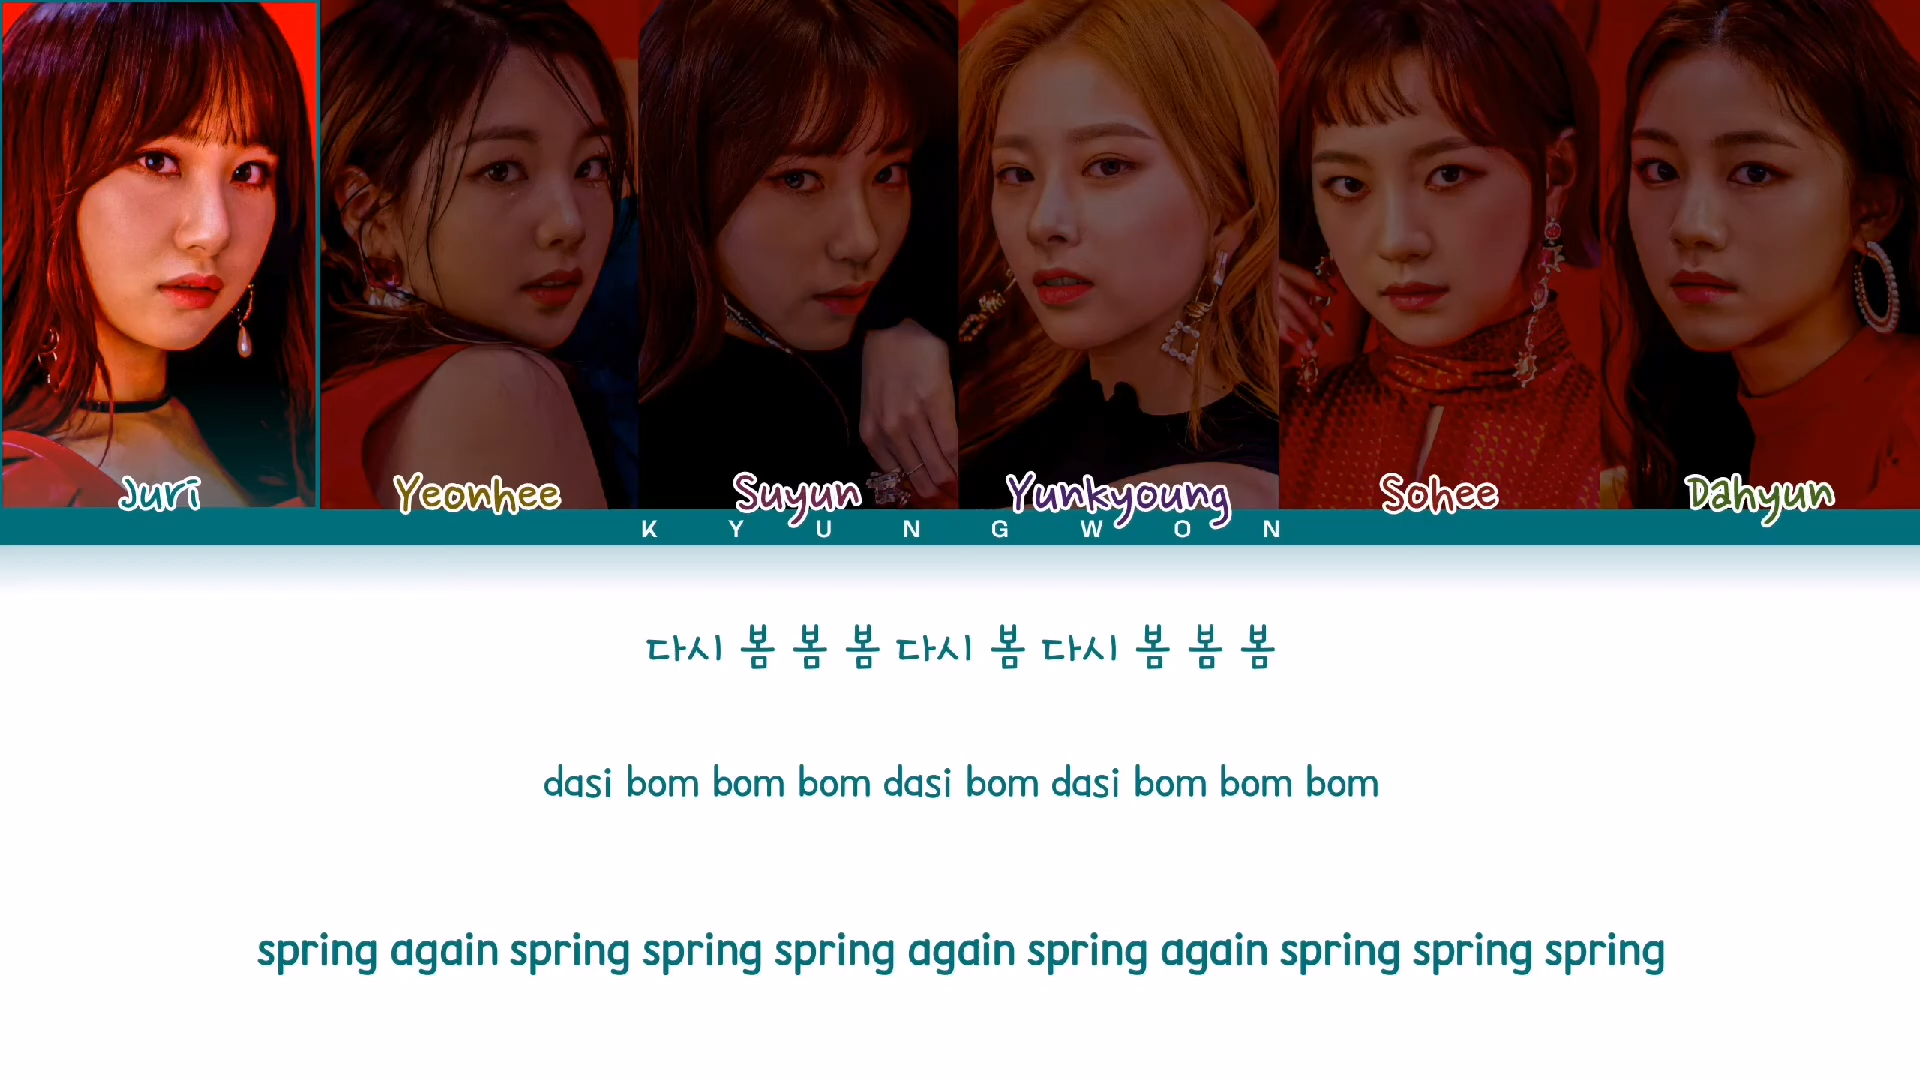 Juri Yeonhee Suyun Yunkyoung Sohee Dahyun
KYUNGWON
다시 봄 봄 봄 다시 봄 다시 봄 봄 봄
dasi bom bom bom dasi bom dasi bom bom bom
spring again spring spring spring again spring again spring spring spring